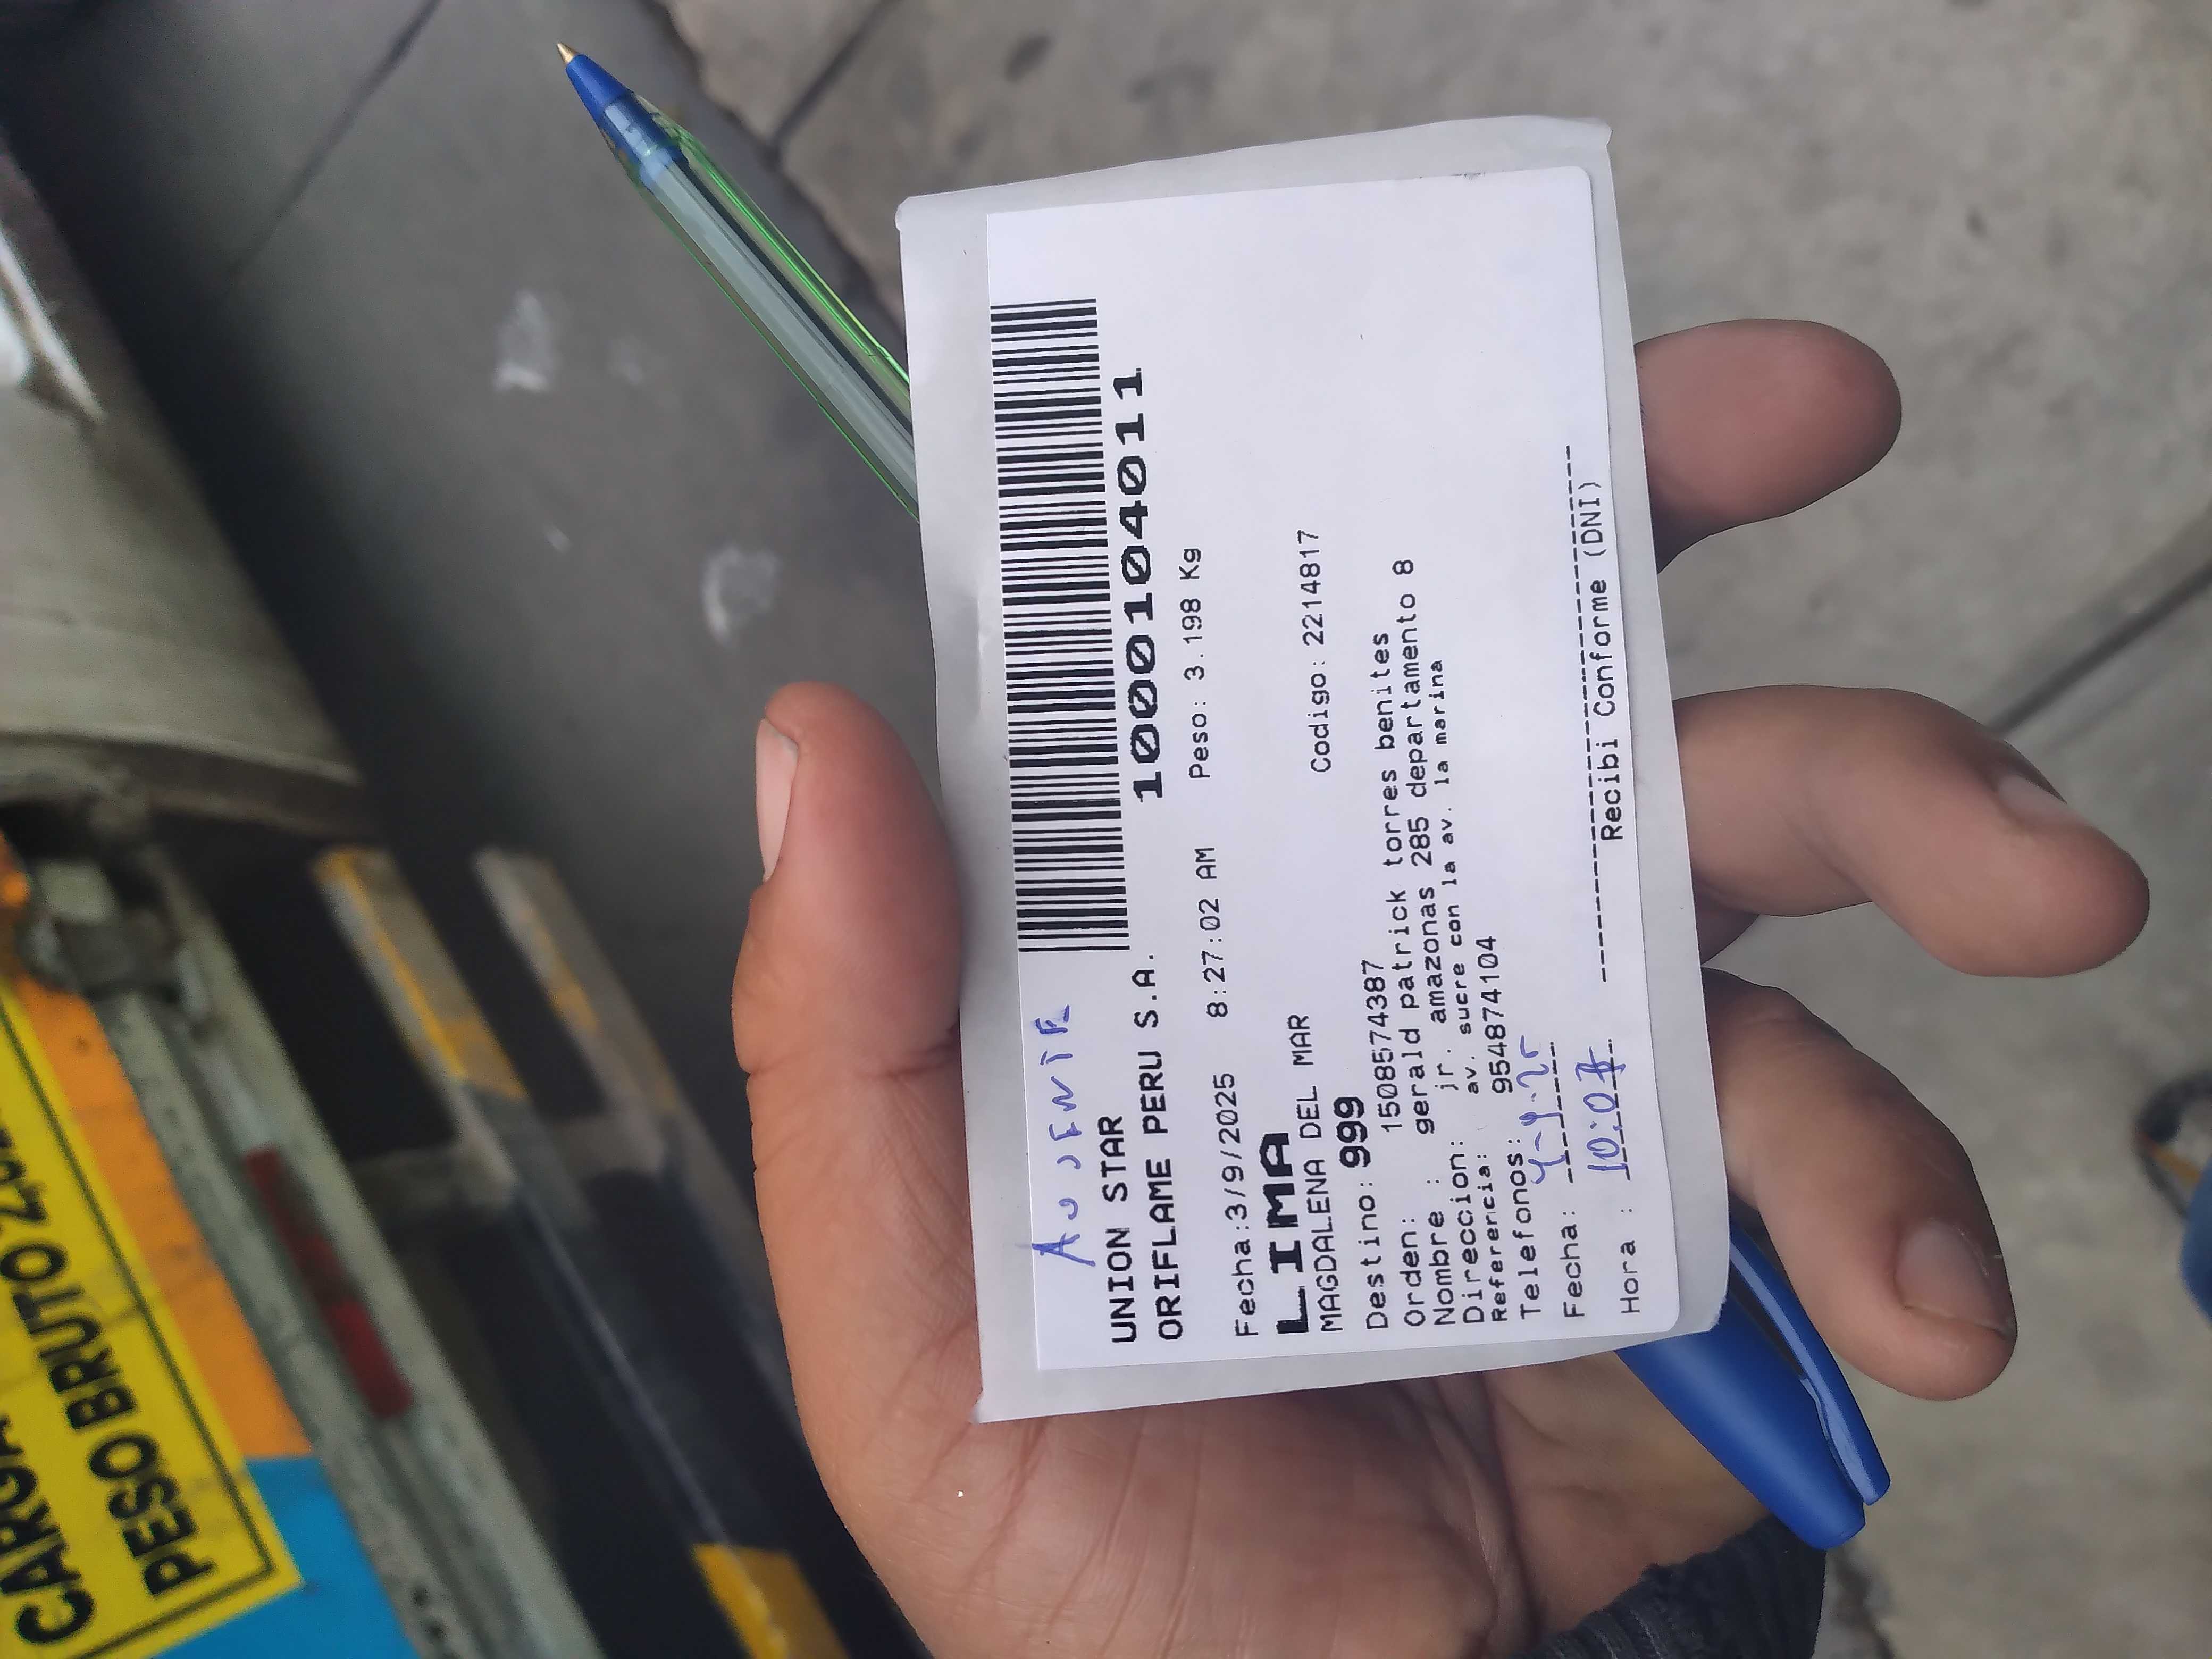 AUSENTE
UNION STAR
ORIFLAME PERU S.A.
1000104011
Fecha:3/9/2025 8:27:02 AM Peso: 3.198 Kg
LIMA
MAGDALENA DEL MAR
Codigo: 2214817
Destino: 999
Orden: 1508574387
Nombre : gerald patrick torres benites
Direccion: jr. amazonas 285 departamento 8
Referencia: av. sucre con la av. la marina
Telefonos: 954874104
Fecha: 4-9-25
Hora : 10:07
Recibi Conforme (DNI)
PESO BRUTO